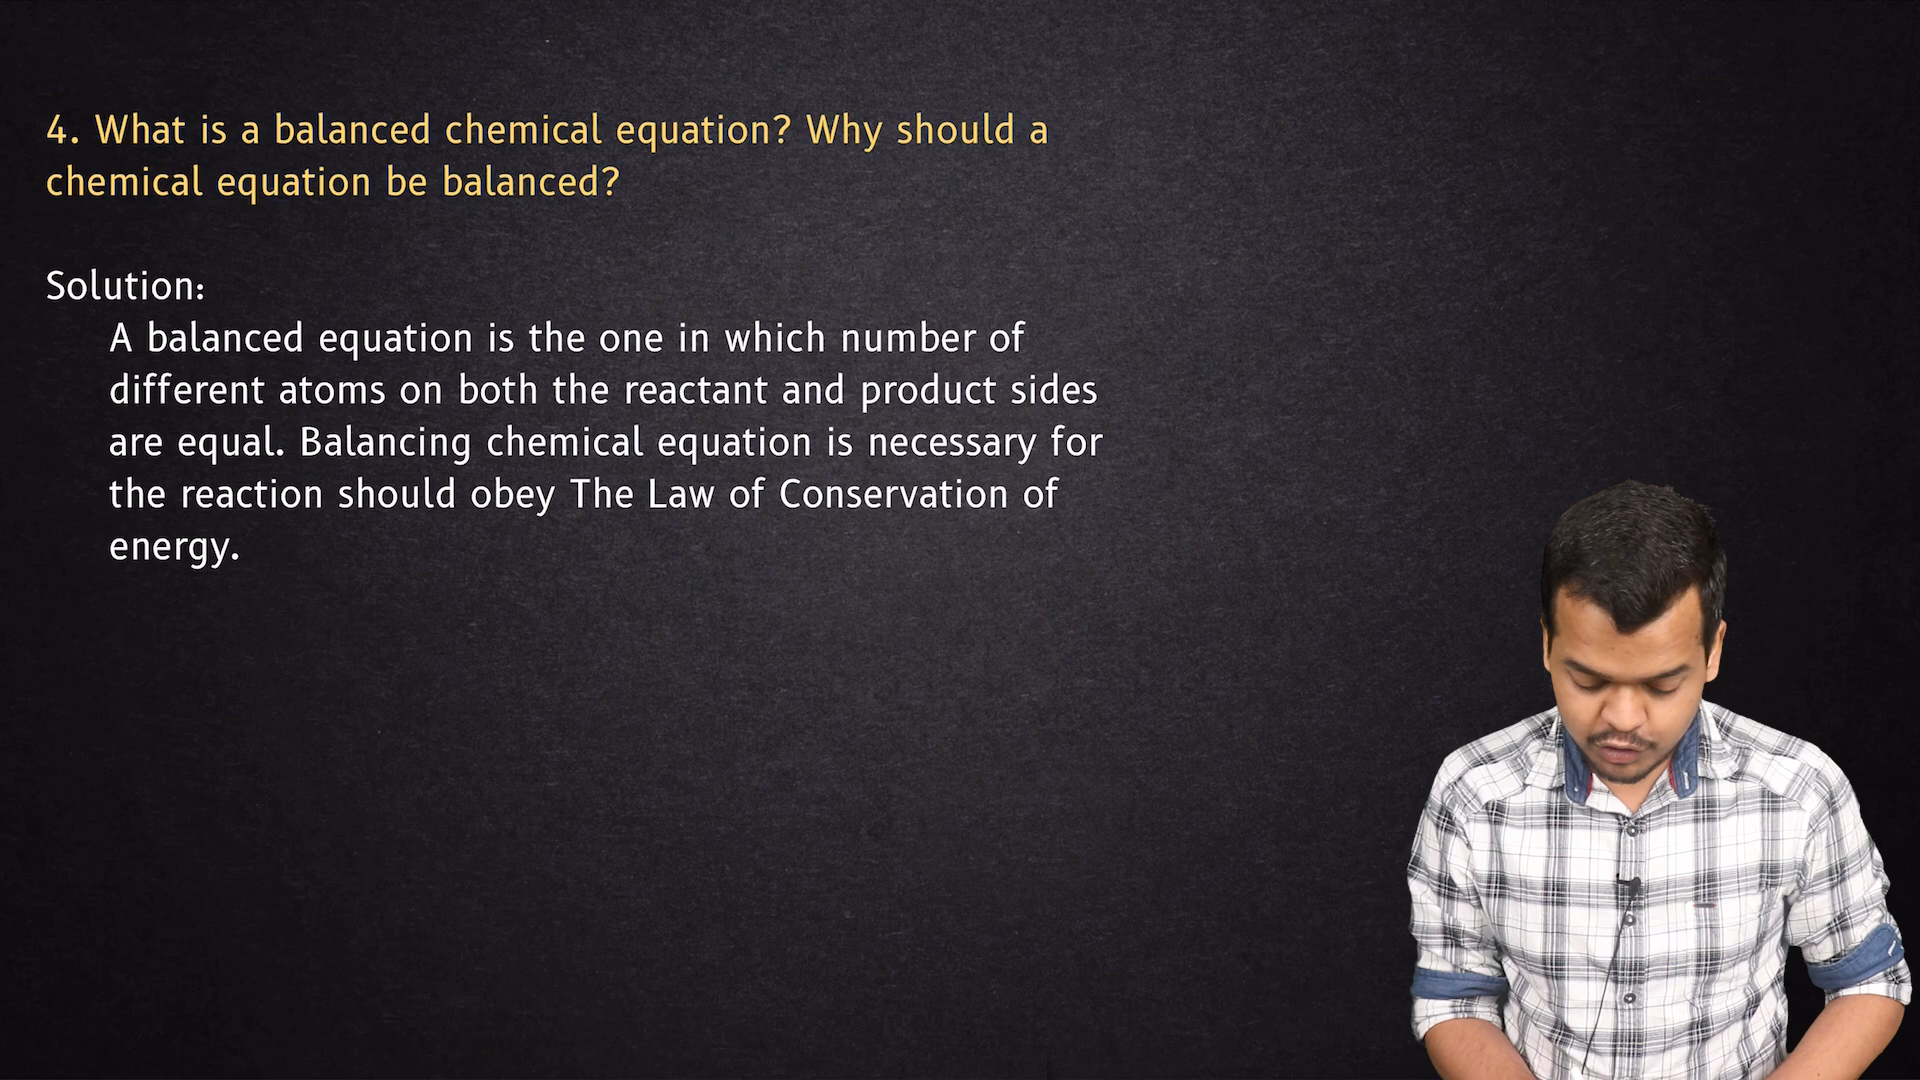 4. What is a balanced chemical equation? Why should a
chemical equation be balanced?
Solution:
A balanced equation is the one in which number of
different atoms on both the reactant and product sides
are equal. Balancing chemical equation is necessary for
the reaction should obey The Law of Conservation of
energy.